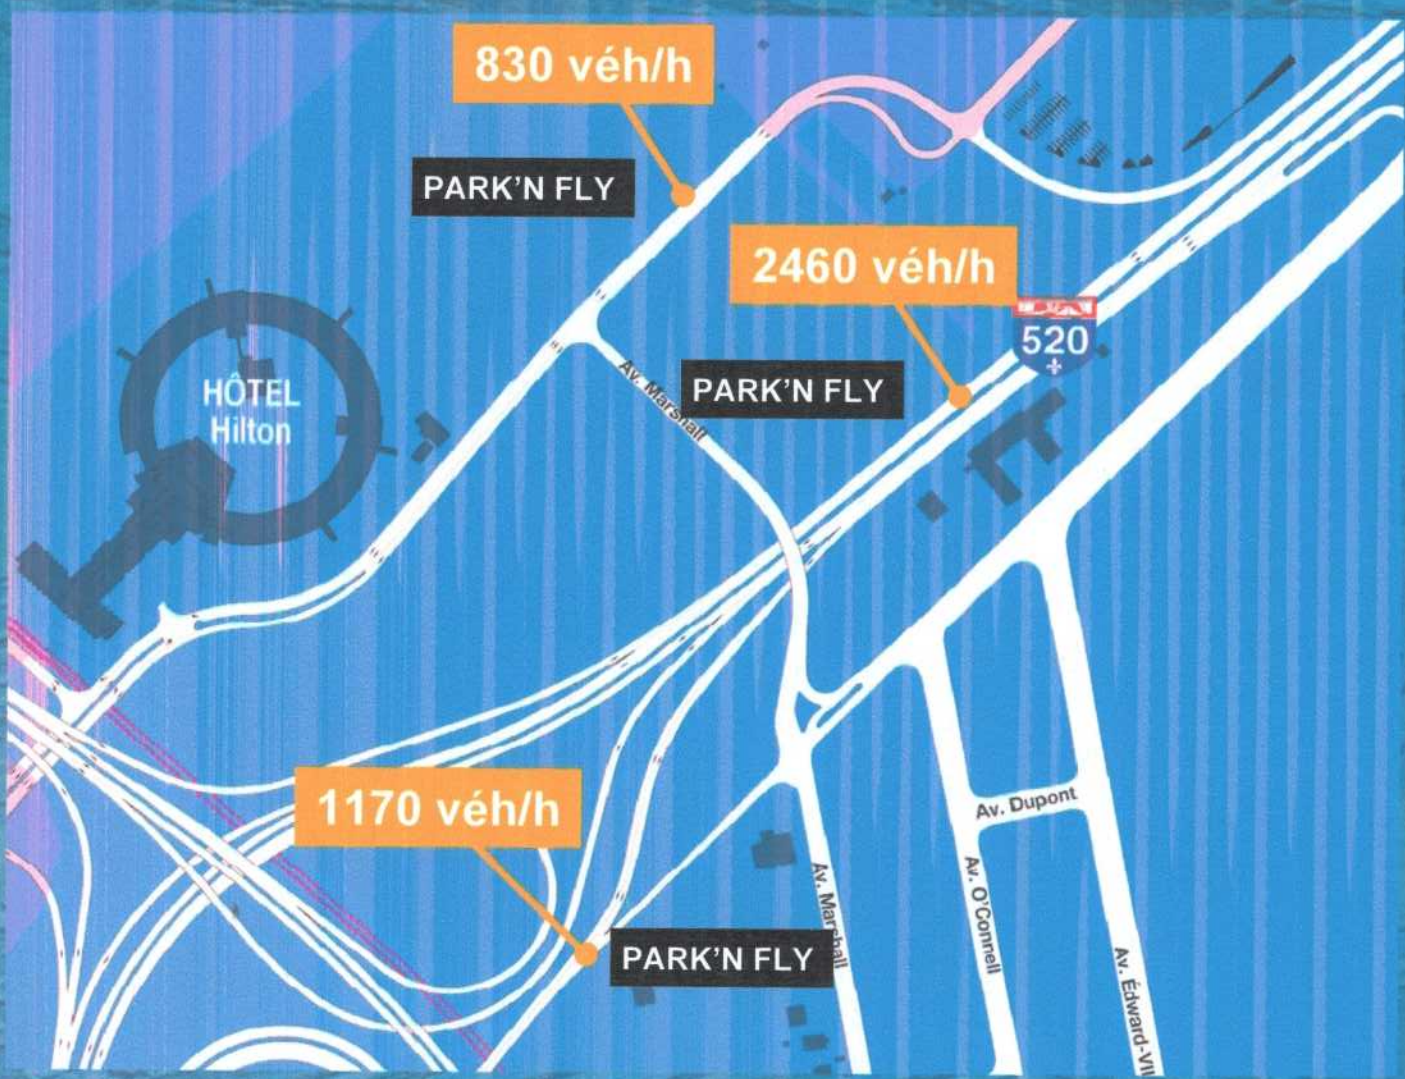 830 véh/h
PARK'N FLY
2460 véh/h
520
Av. Marshall
PARK'N FLY
HÔTEL
Hilton
1170 véh/h
Av. Dupont
Av. Marshall
Av. O'Connell
PARK'N FLY
Av. Édward-VII